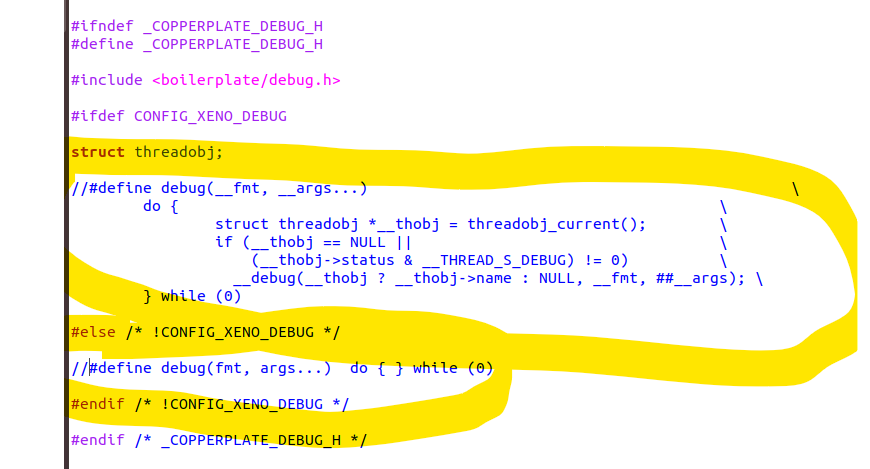 #ifndef _COPPERPLATE_DEBUG_H
#define _COPPERPLATE_DEBUG_H
#include <boilerplate/debug.h>
#ifdef CONFIG_XENO_DEBUG
struct threadobj;
//#define debug(__fmt, __args...) \
do { \
struct threadobj *__thobj = threadobj_current(); \
if (__thobj == NULL || \
(__thobj->status & __THREAD_S_DEBUG) != 0) \
__debug(__thobj ? __thobj->name : NULL, __fmt, ##__args); \
} while (0)
#else /* !CONFIG_XENO_DEBUG */
//#define debug(fmt, args...)  do { } while (0)
#endif /* !CONFIG_XENO_DEBUG */
#endif /* _COPPERPLATE_DEBUG_H */